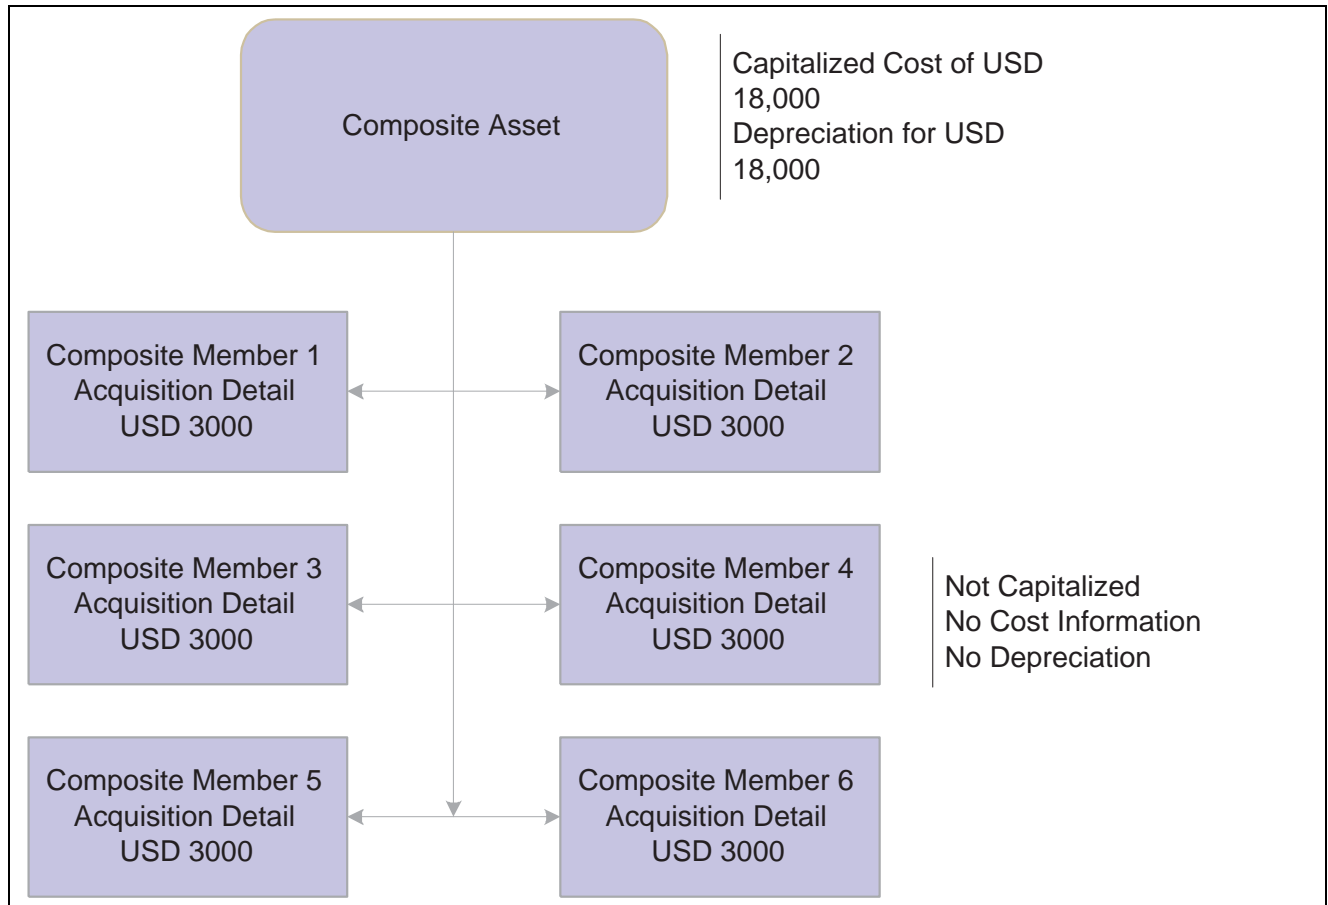 Composite Asset
Capitalized Cost of USD
18,000
Depreciation for USD
18,000
Composite Member 1
Acquisition Detail
USD 3000
Composite Member 2
Acquisition Detail
USD 3000
Composite Member 3
Acquisition Detail
USD 3000
Composite Member 4
Acquisition Detail
USD 3000
Not Capitalized
No Cost Information
No Depreciation
Composite Member 5
Acquisition Detail
USD 3000
Composite Member 6
Acquisition Detail
USD 3000